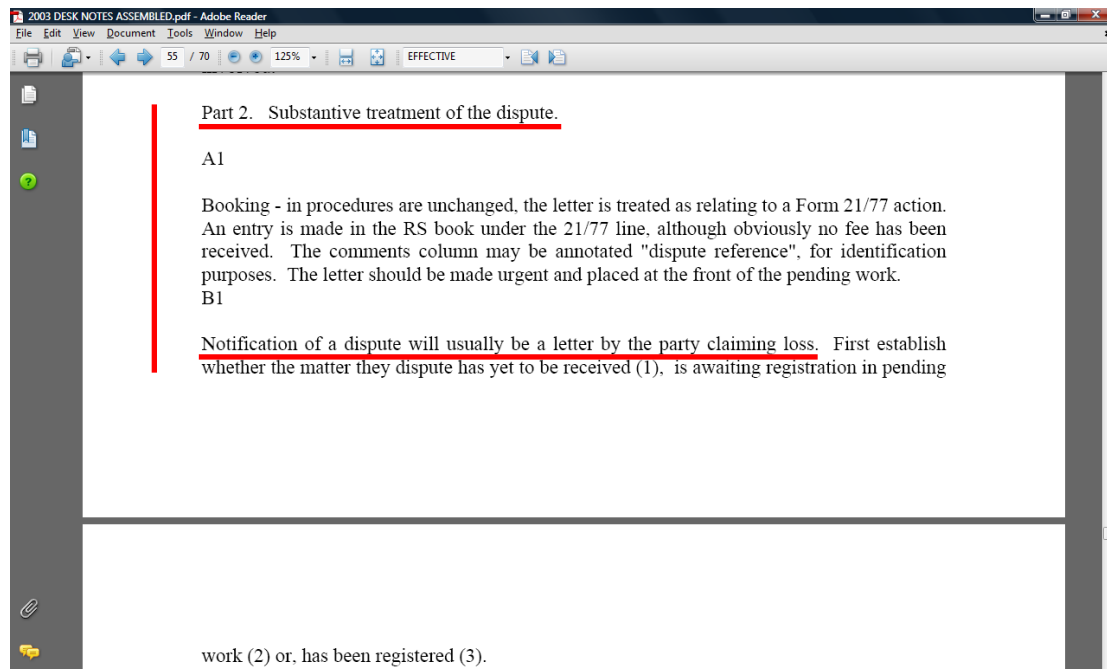 2003 DESK NOTES ASSEMBLED.pdf - Adobe Reader
File Edit View Document Tools Window Help
55 / 70 125% EFFECTIVE
Part 2. Substantive treatment of the dispute.
A1
Booking - in procedures are unchanged, the letter is treated as relating to a Form 21/77 action.
An entry is made in the RS book under the 21/77 line, although obviously no fee has been
received. The comments column may be annotated "dispute reference", for identification
purposes. The letter should be made urgent and placed at the front of the pending work.
B1
Notification of a dispute will usually be a letter by the party claiming loss. First establish
whether the matter they dispute has yet to be received (1), is awaiting registration in pending
work (2) or, has been registered (3).